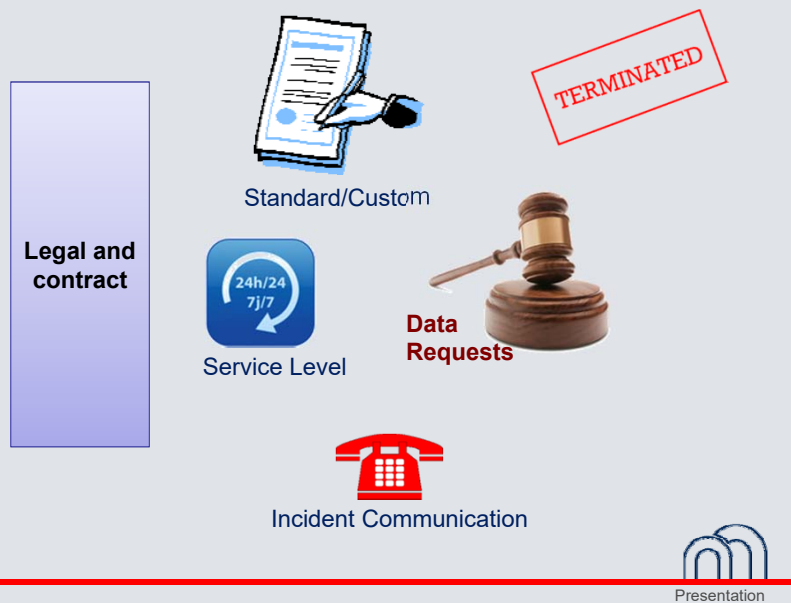 TERMINATED
Standard/Custom
Legal and
contract
24h/24
7j/7
Data
Requests
Service Level
Incident Communication
Presentation